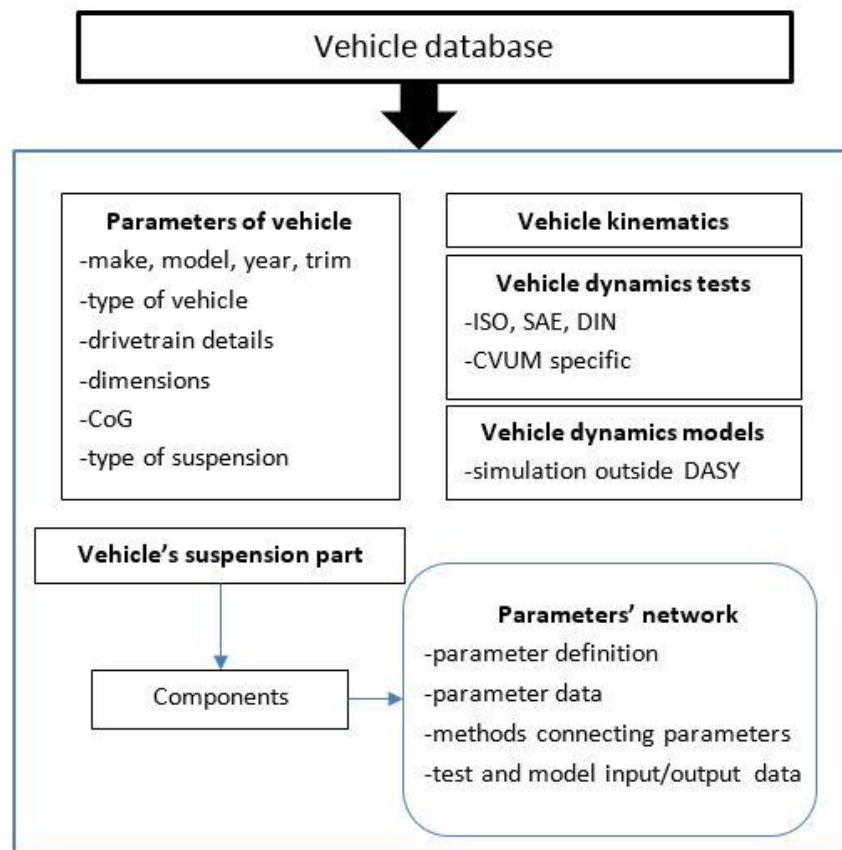 Vehicle database
Parameters of vehicle
-make, model, year, trim
-type of vehicle
-drivetrain details
-dimensions
-CoG
-type of suspension
Vehicle kinematics
Vehicle dynamics tests
-ISO, SAE, DIN
-CVUM specific
Vehicle dynamics models
-simulation outside DASY
Vehicle’s suspension part
Components
Parameters’ network
-parameter definition
-parameter data
-methods connecting parameters
-test and model input/output data